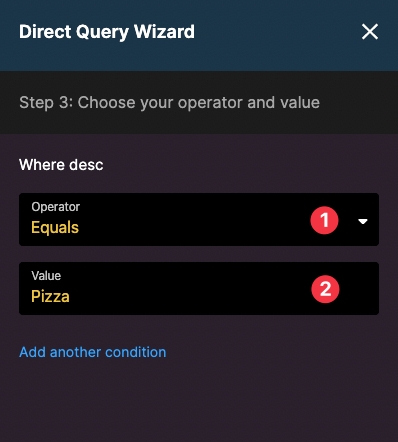 Direct Query Wizard
Step 3: Choose your operator and value
Where desc
Operator
Equals
1
Value
Pizza
2
Add another condition